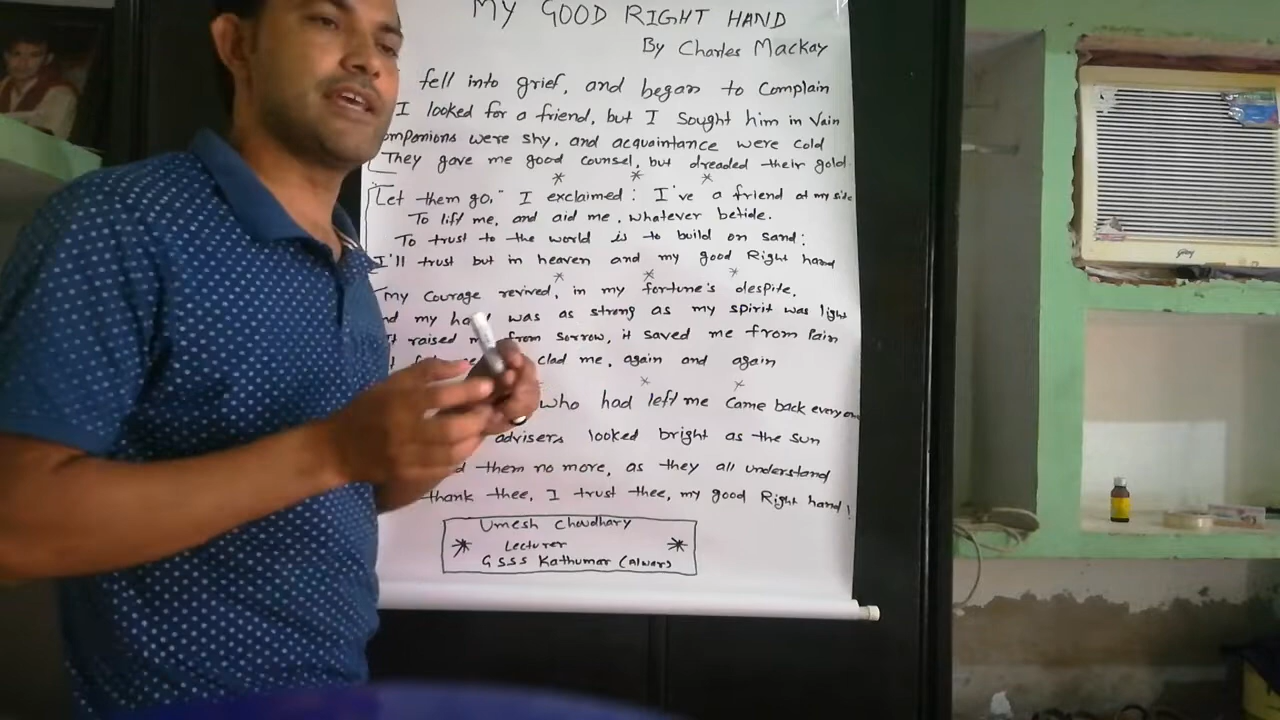 MY GOOD RIGHT HAND
By Charles Mackay
fell into grief, and began to Complain
I looked for a friend, but I Sought him in Vain
ompanions were shy, and acquaintance were cold
They gave me good counsel, but dreaded their gold.
* * *
Let them go," I exclaimed: I've a friend at my side
To lift me, and aid me, whatever betide.
To trust to the world is to build on sand:
I'll trust but in heaven and my good Right hand
* * *
my Courage revived, in my fortune's despite,
nd my was as strong as my spirit was light
It raised from sorrow, it saved me from Pain
clad me, again and again
* *
who had left me Came back every one
advisers looked bright as the sun
them no more, as they all understand
thank thee, I trust thee, my good Right hand!
Umesh Choudhary
* Lecturer *
GSSS Kathumar (Alwar)
Godrej